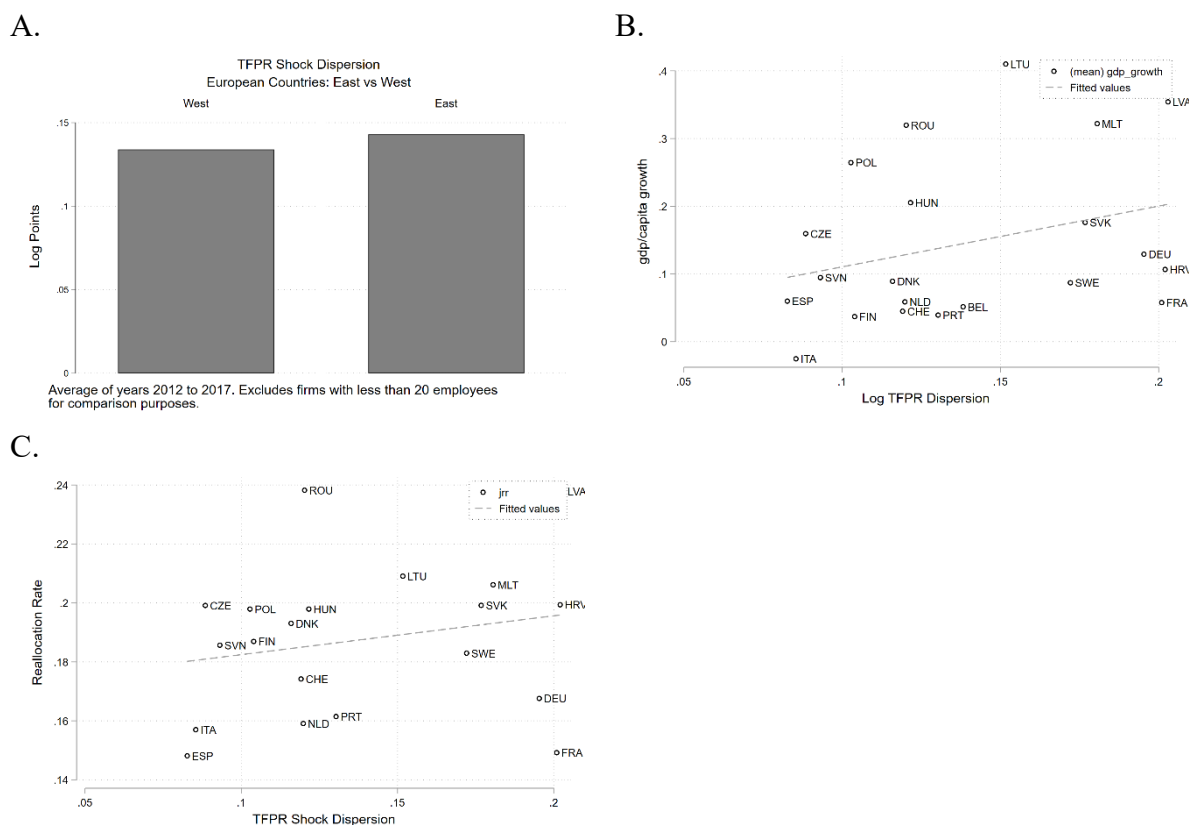 A.
TFPR Shock Dispersion
European Countries: East vs West
West
East
.15
.1
.05
0
Log Points
Average of years 2012 to 2017. Excludes firms with less than 20 employees
for comparison purposes.
B.
(mean) gdp_growth
Fitted values
.4
.3
.2
.1
0
gdp/capita growth
LTU
LVA
MLT
ROU
POL
HUN
SVK
CZE
DEU
HRV
SVN
DNK
SWE
ESP
NLD
BEL
FRA
FIN
CHE
PRT
ITA
.05
.1
.15
.2
Log TFPR Dispersion
C.
jrr
Fitted values
.24
.22
.2
.18
.16
.14
Reallocation Rate
ROU
LVA
LTU
MLT
CZE
POL
HUN
SVK
HRV
DNK
SVN
FIN
SWE
CHE
DEU
PRT
NLD
ITA
ESP
FRA
.05
.1
.15
.2
TFPR Shock Dispersion